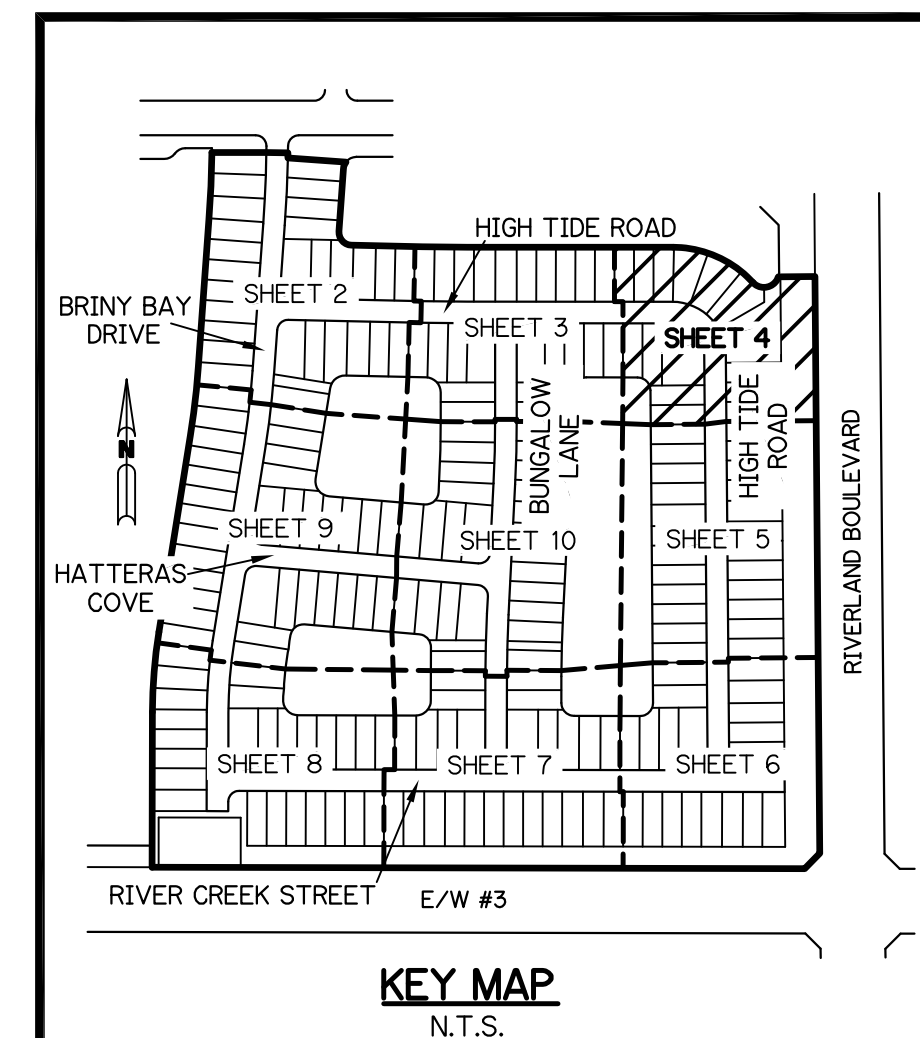 HIGH TIDE ROAD
SHEET 2
BRINY BAY
DRIVE
SHEET 3
SHEET 4
BUNGALOW
LANE
HIGH TIDE
ROAD
RIVERLAND BOULEVARD
N
SHEET 9
SHEET 10
SHEET 5
HATTERAS
COVE
SHEET 8
SHEET 7
SHEET 6
RIVER CREEK STREET
E/W #3
KEY MAP
N.T.S.